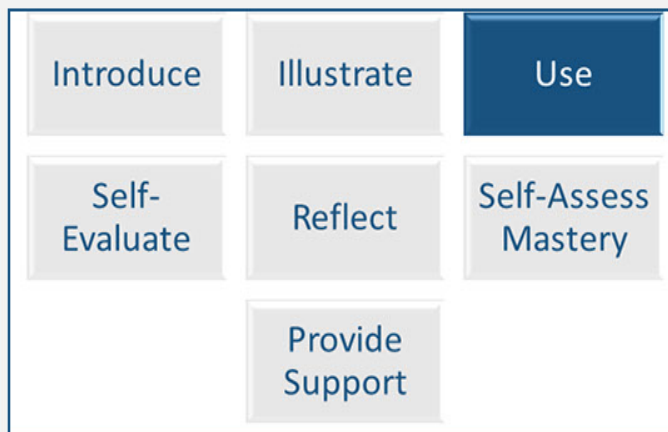 Introduce
Illustrate
Use
Self-
Evaluate
Reflect
Self-Assess
Mastery
Provide
Support